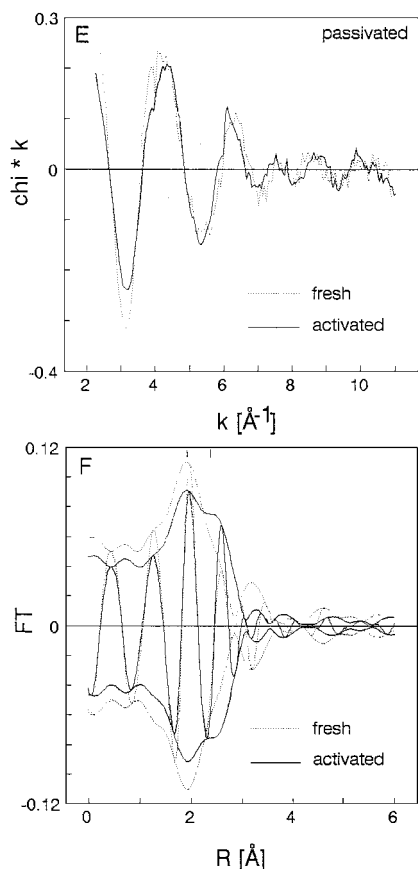 E
passivated
0.3
0
-0.4
chi * k
fresh
activated
2 4 6 8 10
k [Å-1]
F
0.12
0
-0.12
FT
fresh
activated
0 2 4 6
R [Å]